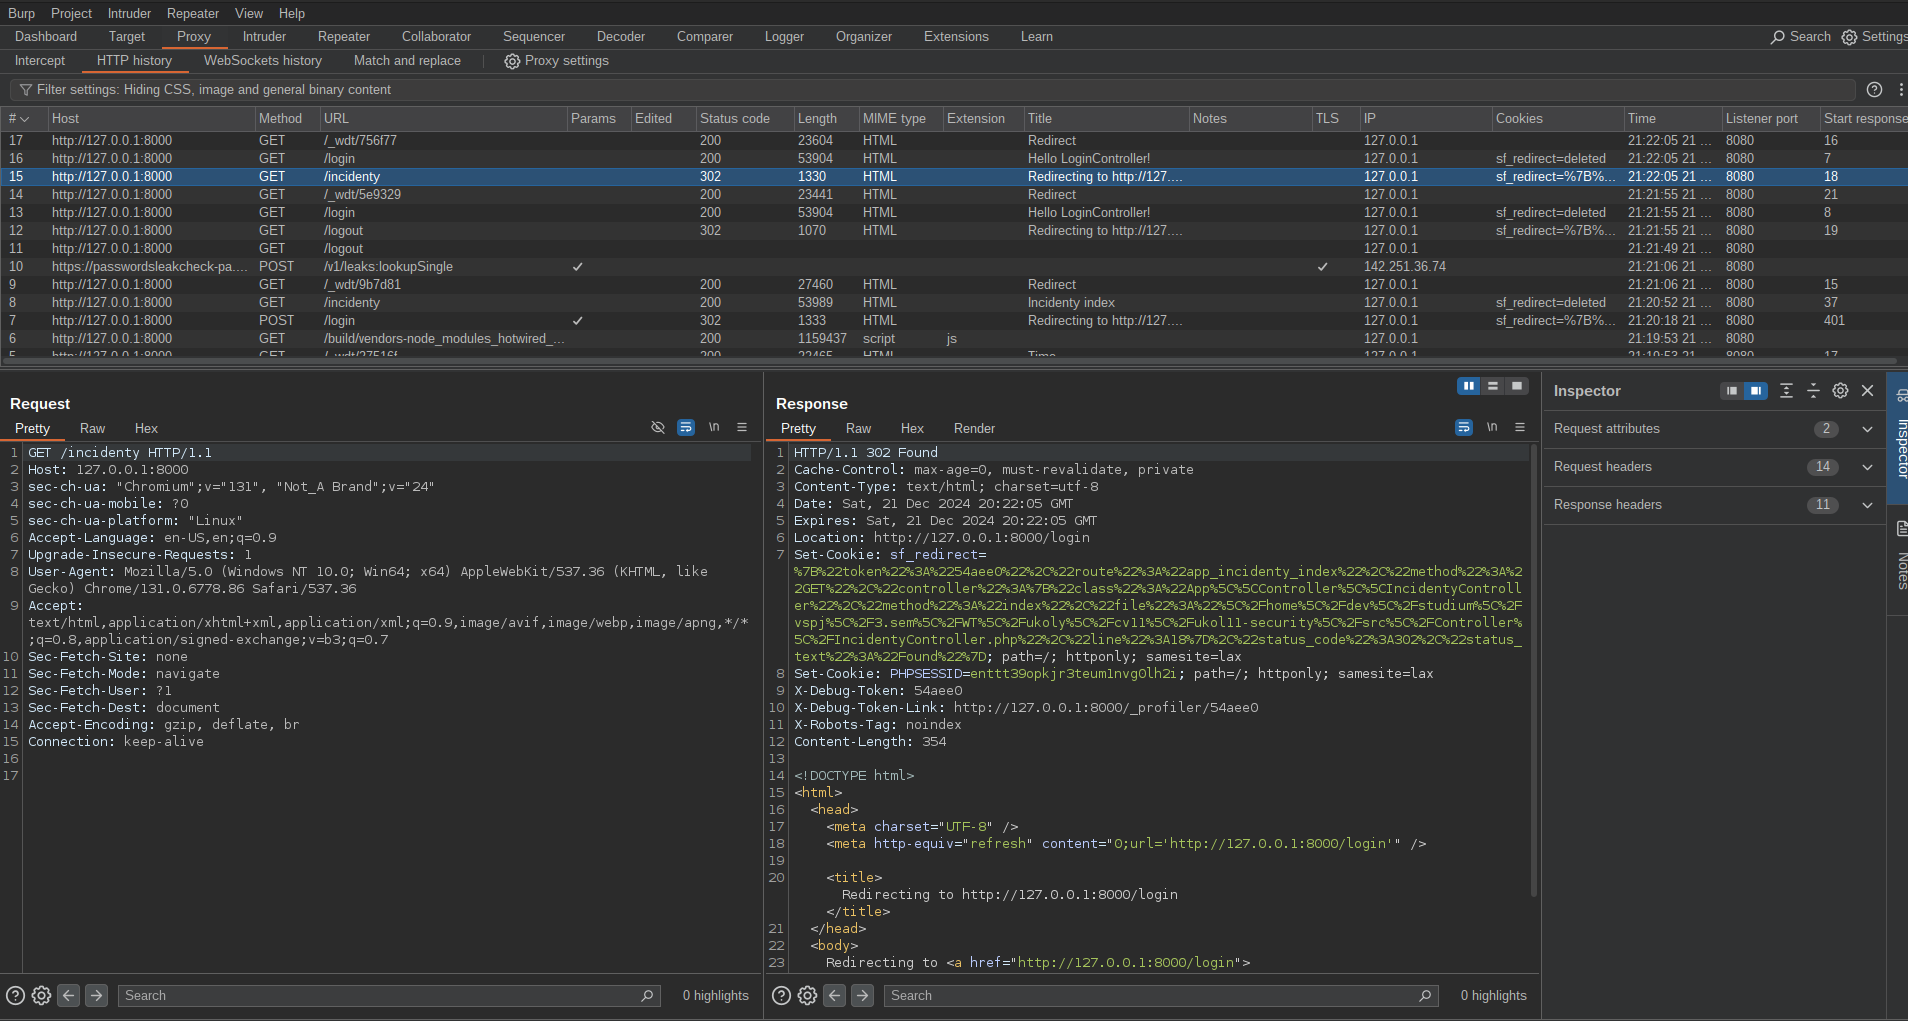 Burp Project Intruder Repeater View Help
Dashboard Target Proxy Intruder Repeater Collaborator Sequencer Decoder Comparer Logger Organizer Extensions Learn Search Settings
Intercept HTTP history WebSockets history Match and replace Proxy settings
Filter settings: Hiding CSS, image and general binary content
# Host Method URL Params Edited Status code Length MIME type Extension Title Notes TLS IP Cookies Time Listener port Start response
17 http://127.0.0.1:8000 GET /_wdt/756f77 200 23604 HTML Redirect 127.0.0.1 21:22:05 21 ... 8080 16
16 http://127.0.0.1:8000 GET /login 200 53904 HTML Hello LoginController! 127.0.0.1 sf_redirect=deleted 21:22:05 21 ... 8080 7
15 http://127.0.0.1:8000 GET /incidenty 302 1330 HTML Redirecting to http://127.... 127.0.0.1 sf_redirect=%7B%... 21:22:05 21 ... 8080 18
14 http://127.0.0.1:8000 GET /_wdt/5e9329 200 23441 HTML Redirect 127.0.0.1 21:21:55 21 ... 8080 21
13 http://127.0.0.1:8000 GET /login 200 53904 HTML Hello LoginController! 127.0.0.1 sf_redirect=deleted 21:21:55 21 ... 8080 8
12 http://127.0.0.1:8000 GET /logout 302 1070 HTML Redirecting to http://127.... 127.0.0.1 sf_redirect=%7B%... 21:21:55 21 ... 8080 19
11 http://127.0.0.1:8000 GET /logout 127.0.0.1 21:21:49 21 ... 8080
10 https://passwordsleakcheck-pa.... POST /v1/leaks:lookupSingle ✓ ✓ 142.251.36.74 21:21:06 21 ... 8080
9 http://127.0.0.1:8000 GET /_wdt/9b7d81 200 27460 HTML Redirect 127.0.0.1 21:21:06 21 ... 8080 15
8 http://127.0.0.1:8000 GET /incidenty 200 53989 HTML Incidenty index 127.0.0.1 sf_redirect=deleted 21:20:52 21 ... 8080 37
7 http://127.0.0.1:8000 POST /login ✓ 302 1333 HTML Redirecting to http://127.... 127.0.0.1 sf_redirect=%7B%... 21:20:18 21 ... 8080 401
6 http://127.0.0.1:8000 GET /build/vendors-node_modules_hotwired_... 200 1159437 script js 127.0.0.1 21:19:53 21 ... 8080
5 http://127.0.0.1:8000 GET /_wdt/27516f 200 22465 HTML Time 127.0.0.1 21:19:53 21 ... 8080 17
Request
Pretty Raw Hex \n
1 GET /incidenty HTTP/1.1
2 Host: 127.0.0.1:8000
3 sec-ch-ua: "Chromium";v="131", "Not_A Brand";v="24"
4 sec-ch-ua-mobile: ?0
5 sec-ch-ua-platform: "Linux"
6 Accept-Language: en-US,en;q=0.9
7 Upgrade-Insecure-Requests: 1
8 User-Agent: Mozilla/5.0 (Windows NT 10.0; Win64; x64) AppleWebKit/537.36 (KHTML, like
Gecko) Chrome/131.0.6778.86 Safari/537.36
9 Accept:
text/html,application/xhtml+xml,application/xml;q=0.9,image/avif,image/webp,image/apng,*/*
;q=0.8,application/signed-exchange;v=b3;q=0.7
10 Sec-Fetch-Site: none
11 Sec-Fetch-Mode: navigate
12 Sec-Fetch-User: ?1
13 Sec-Fetch-Dest: document
14 Accept-Encoding: gzip, deflate, br
15 Connection: keep-alive
16
17
Search 0 highlights
Response
Pretty Raw Hex Render \n
1 HTTP/1.1 302 Found
2 Cache-Control: max-age=0, must-revalidate, private
3 Content-Type: text/html; charset=utf-8
4 Date: Sat, 21 Dec 2024 20:22:05 GMT
5 Expires: Sat, 21 Dec 2024 20:22:05 GMT
6 Location: http://127.0.0.1:8000/login
7 Set-Cookie: sf_redirect=
%7B%22token%22%3A%2254aee0%22%2C%22route%22%3A%22app_incidenty_index%22%2C%22method%22%3A%2
2GET%22%2C%22controller%22%3A%7B%22class%22%3A%22App%5C%5CController%5C%5CIncidentyControll
er%22%2C%22method%22%3A%22index%22%2C%22file%22%3A%22%5C%2Fhome%5C%2Fdev%5C%2Fstudium%5C%2F
vspj%5C%2F3.sem%5C%2FWT%5C%2Fukoly%5C%2Fcv11%5C%2Fukol1-security%5C%2Fsrc%5C%2FController%
5C%2FIncidentyController.php%22%2C%22line%22%3A18%7D%2C%22status_code%22%3A302%2C%22status_
text%22%3A%22Found%22%7D; path=/; httponly; samesite=lax
8 Set-Cookie: PHPSESSID=enttt39opkjr3teum1nvg0lh2i; path=/; httponly; samesite=lax
9 X-Debug-Token: 54aee0
10 X-Debug-Token-Link: http://127.0.0.1:8000/_profiler/54aee0
11 X-Robots-Tag: noindex
12 Content-Length: 354
13
14 <!DOCTYPE html>
15 <html>
16 <head>
17 <meta charset="UTF-8" />
18 <meta http-equiv="refresh" content="0;url='http://127.0.0.1:8000/login'" />
19
20 <title>
Redirecting to http://127.0.0.1:8000/login
</title>
21 </head>
22 <body>
23 Redirecting to <a href="http://127.0.0.1:8000/login">
Search 0 highlights
Inspector
Request attributes 2
Request headers 14
Response headers 11
Inspector
Notes